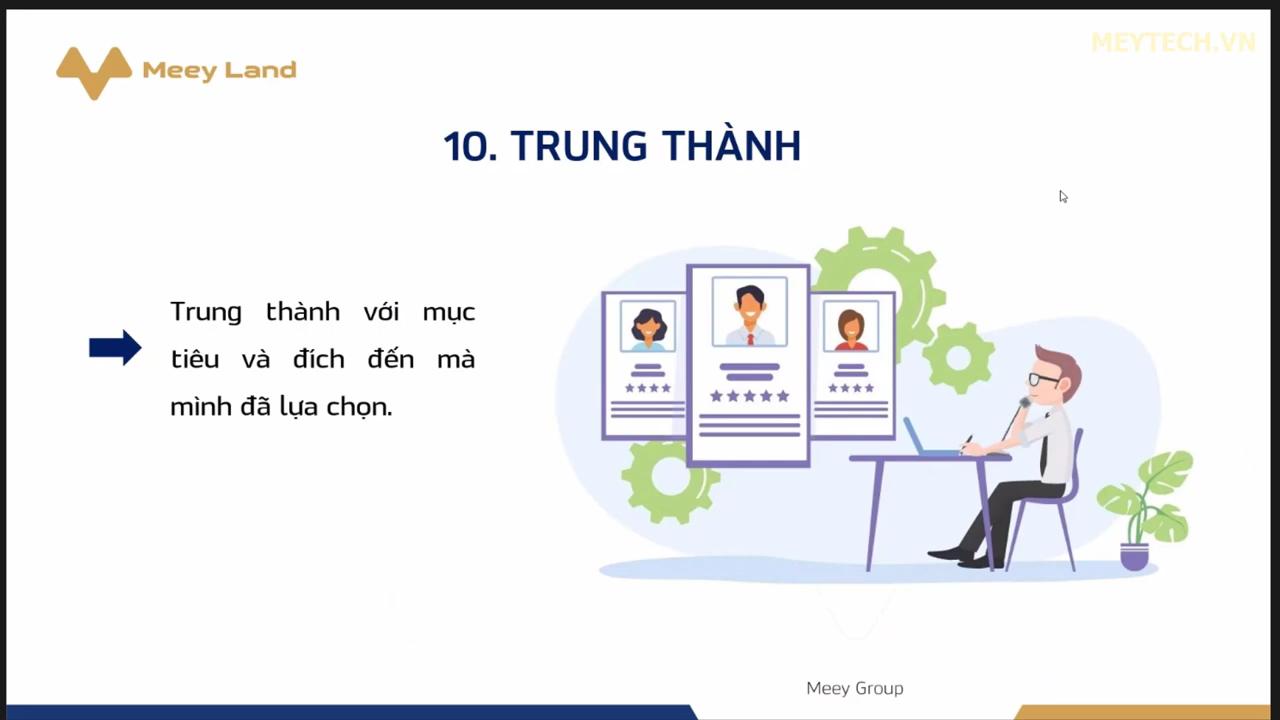 MEYTECH.VN
Meey Land
10. TRUNG THÀNH
Trung thành với mục
tiêu và đích đến mà
mình đã lựa chọn.
Meey Group